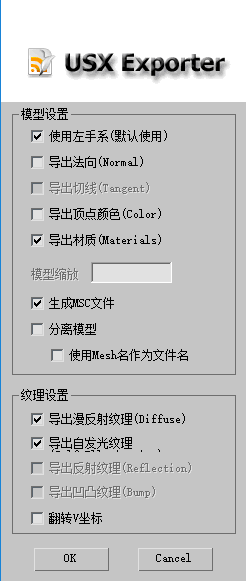 USX Exporter
模型设置
使用左手系(默认使用)
导出法向(Normal)
导出切线(Tangent)
导出顶点颜色(Color)
导出材质(Materials)
模型缩放
生成MSC文件
分离模型
使用Mesh名作为文件名
纹理设置
导出漫反射纹理(Diffuse)
导出自发光纹理
导出反射纹理(Reflection)
导出凹凸纹理(Bump)
翻转V坐标
OK
Cancel